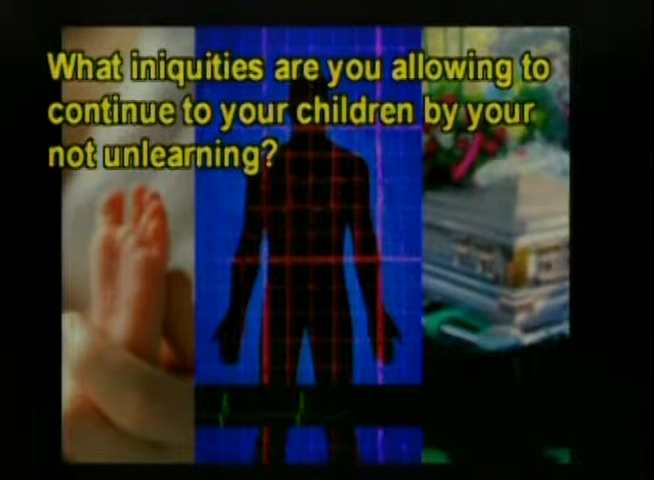 What iniquities are you allowing to
continue to your children by your
not unlearning?